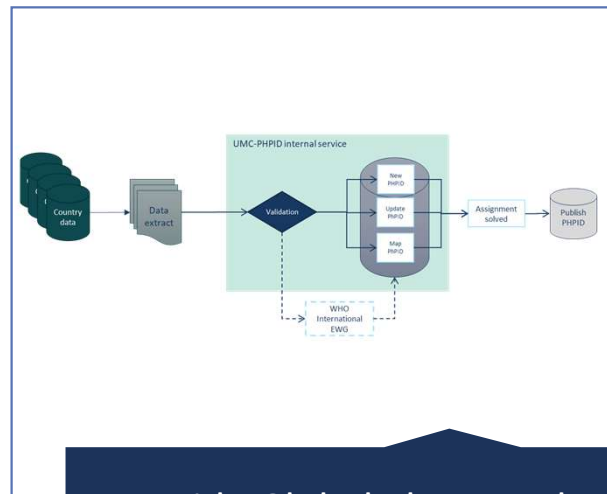 UMC-PHPID internal service
New
PHPID
Country
data
Data
extract
Validation
Update
PHPID
Assignment
solved
Publish
PHPID
Map
PHPID
WHO
International
EWG